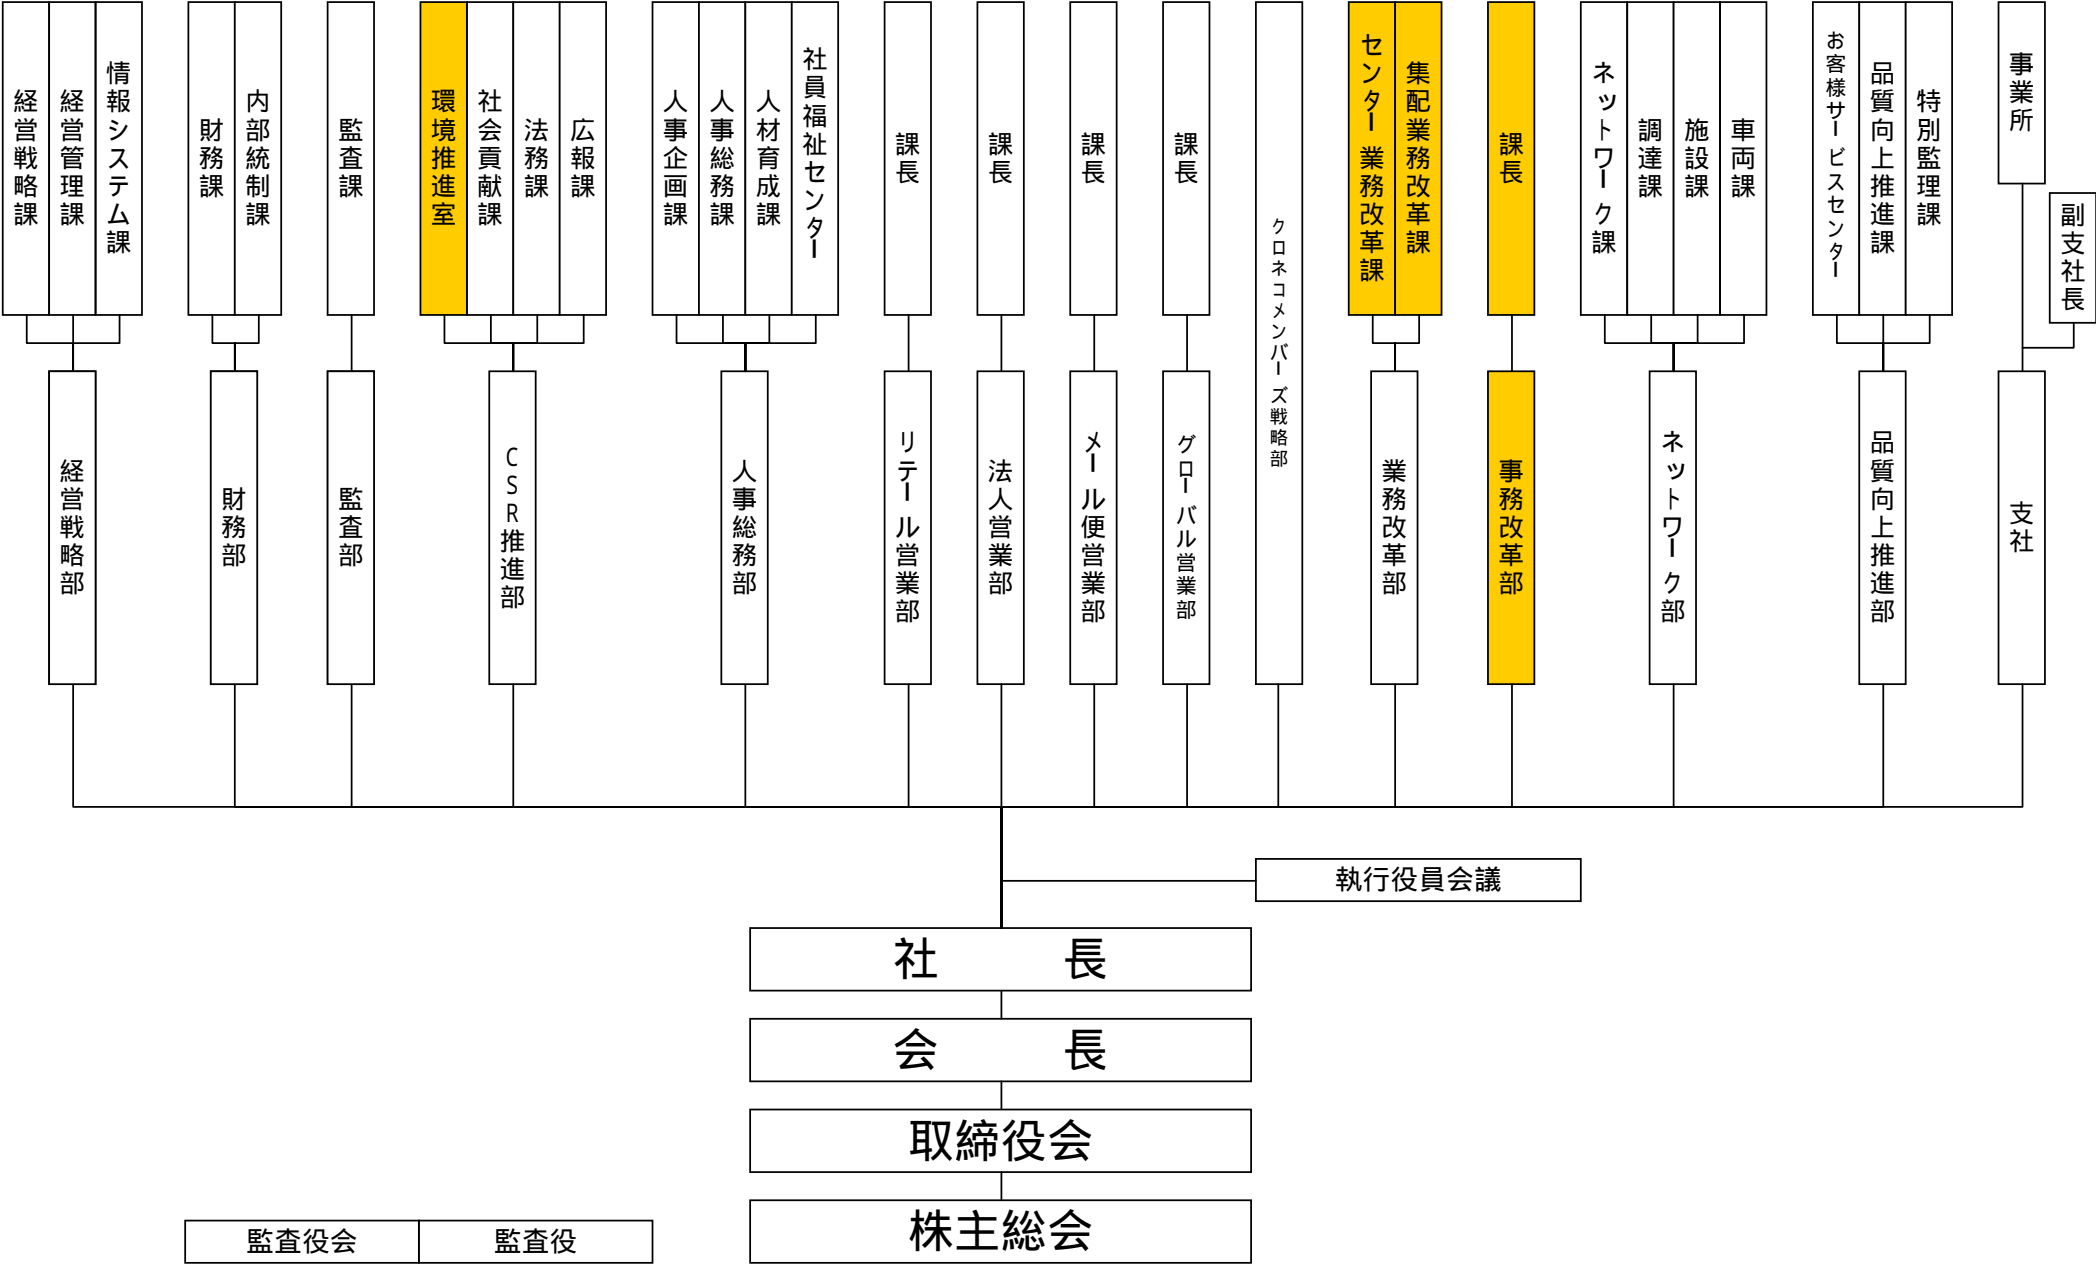 経営戦略課
経営管理課
情報システム課
財務課
内部統制課
監査課
環境推進室
社会貢献課
法務課
広報課
人事企画課
人事総務課
人材育成課
社員福祉センター
課長
課長
課長
課長
クロネコメンバーズ戦略部
センター業務改革課
集配業務改革課
課長
ネットワーク課
調達課
施設課
車両課
お客様サービスセンター
品質向上推進課
特別監理課
事業所
副支社長
経営戦略部
財務部
監査部
CSR推進部
人事総務部
リテール営業部
法人営業部
メール便営業部
グローバル営業部
業務改革部
事務改革部
ネットワーク部
品質向上推進部
支社
執行役員会議
社長
会長
取締役会
株主総会
監査役会
監査役